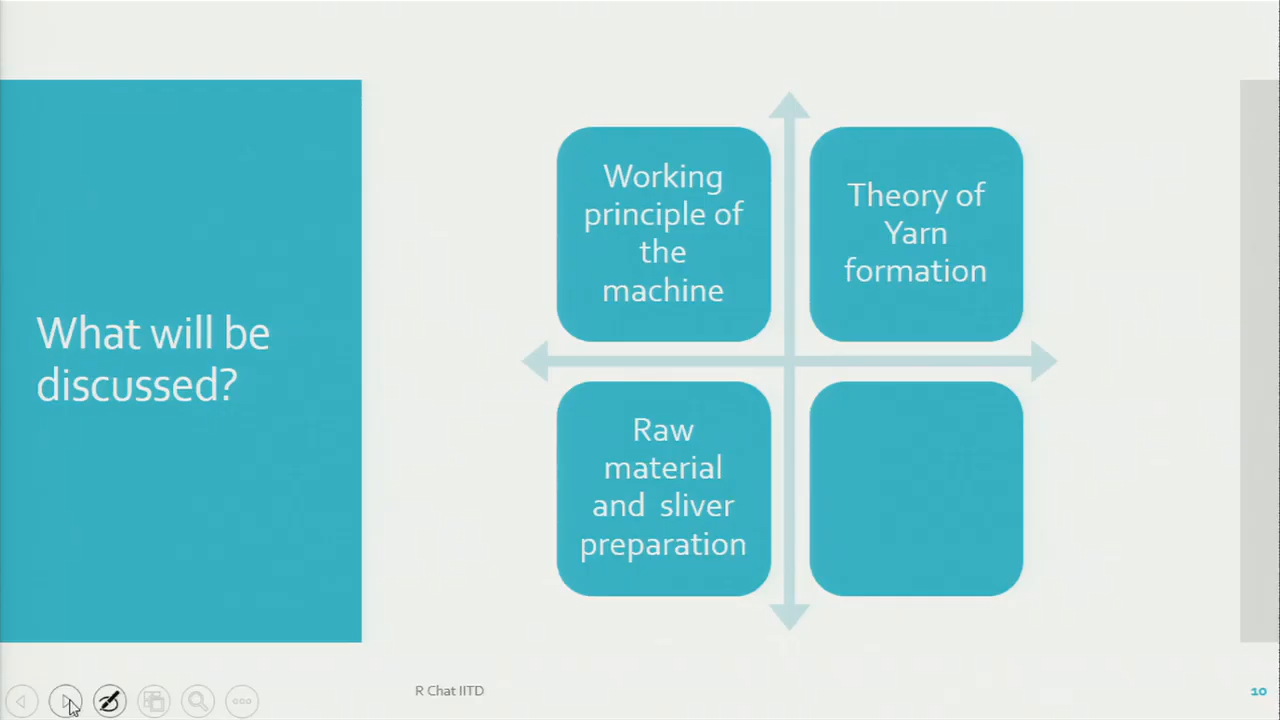 What will be
discussed?
Working
principle of
the
machine
Theory of
Yarn
formation
Raw
material
and sliver
preparation
R Chat IITD
10